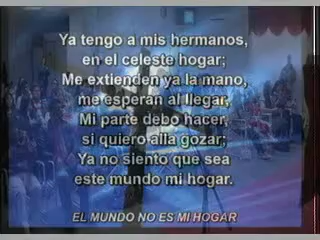 Ya tengo a mis hermanos,
en el celeste hogar;
Me extienden ya la mano,
me esperan al llegar,
Mi parte debo hacer,
si quiero alla gozar;
Ya no siento que sea
este mundo mi hogar.
EL MUNDO NO ES MI HOGAR